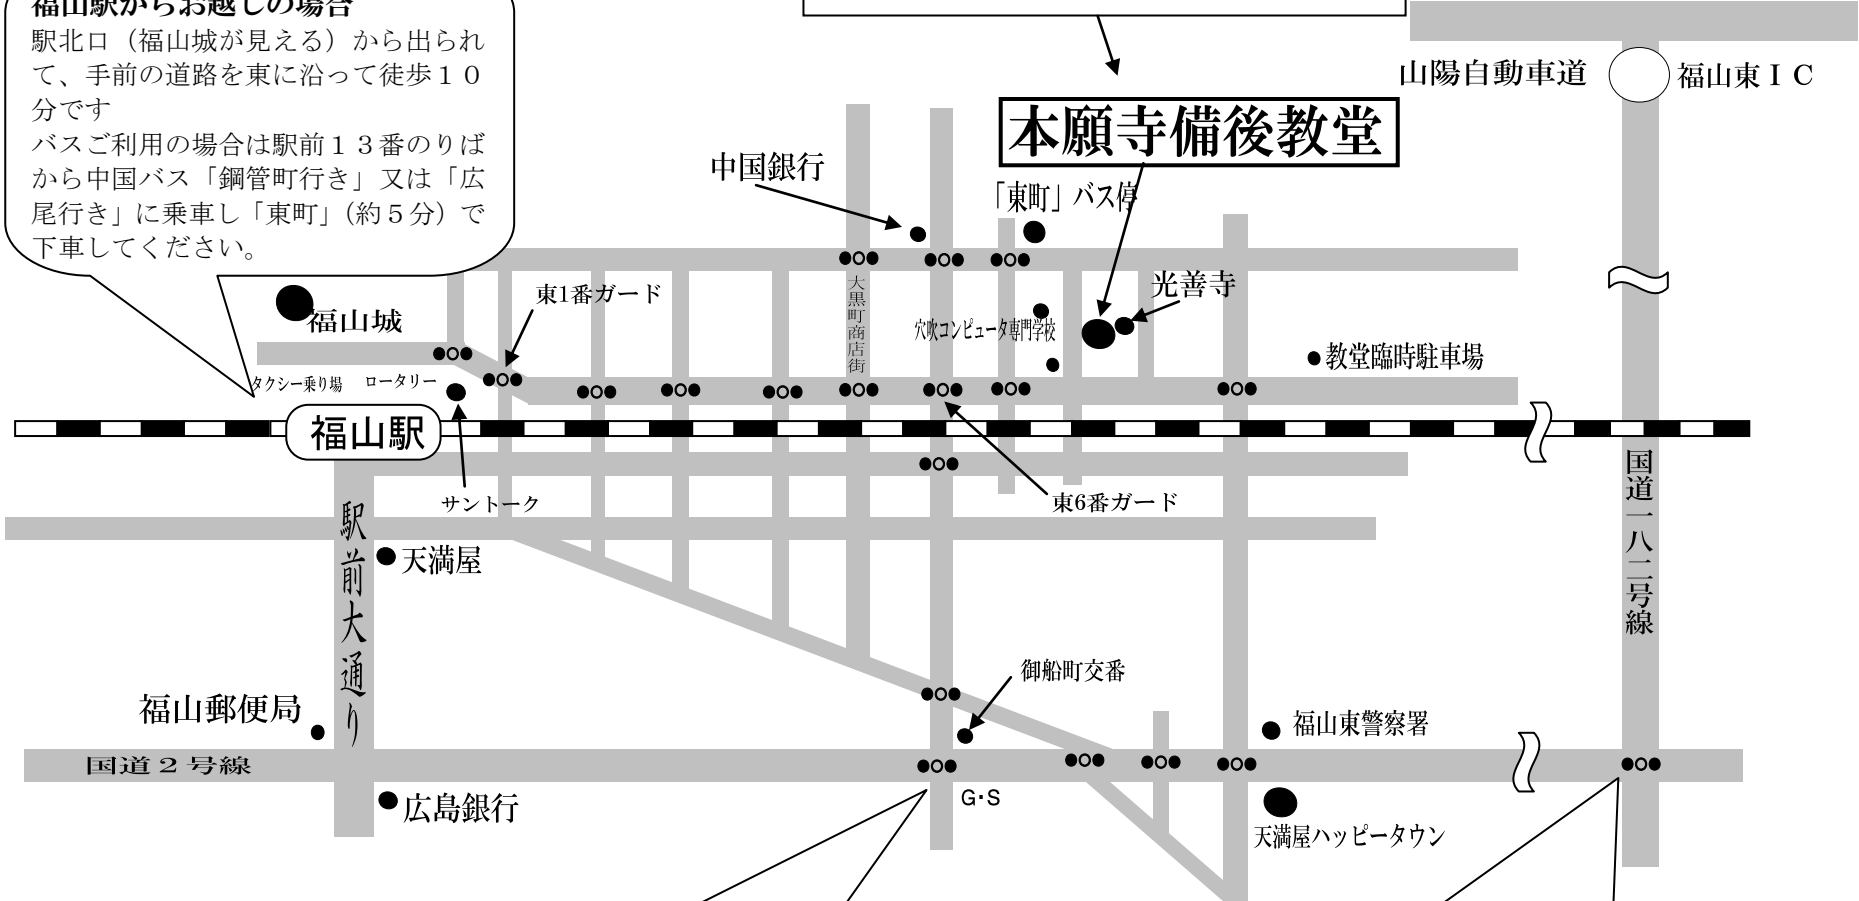 福山駅からお越しの場合
駅北口（福山城が見える）から出られ
て、手前の道路を東に沿って徒歩１０
分です
バスご利用の場合は駅前１３番のりば
から中国バス「鋼管町行き」又は「広
尾行き」に乗車し「東町」（約５分）で
下車してください。
山陽自動車道
福山東ＩＣ
本願寺備後教堂
中国銀行
「東町」バス停
光善寺
東1番ガード
大黒町商店街
福山城
穴吹コンピュータ専門学校
教堂臨時駐車場
タクシー乗り場
ロータリー
福山駅
サントーク
東6番ガード
国道一八二号線
駅前大通り
天満屋
御船町交番
福山郵便局
福山東警察署
国道２号線
広島銀行
G･S
天満屋ハッピータウン